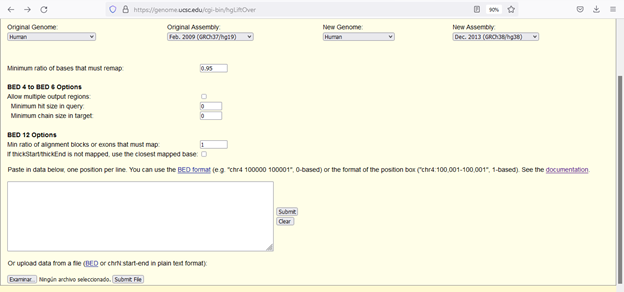 https://genome.ucsc.edu/cgi-bin/hgLiftOver 90%
Original Genome: Original Assembly: New Genome: New Assembly:
Human Feb. 2009 (GRCh37/hg19) Human Dec. 2013 (GRCh38/hg38)
Minimum ratio of bases that must remap: 0.95
BED 4 to BED 6 Options
Allow multiple output regions:
Minimum hit size in query: 0
Minimum chain size in target: 0
BED 12 Options
Min ratio of alignment blocks or exons that must map: 1
If thickStart/thickEnd is not mapped, use the closest mapped base:
Paste in data below, one position per line. You can use the BED format (e.g. "chr4 100000 100001", 0-based) or the format of the position box ("chr4:100,001-100,001", 1-based). See the documentation.
Submit
Clear
Or upload data from a file (BED or chrN:start-end in plain text format):
Examinar... Ningún archivo seleccionado. Submit File